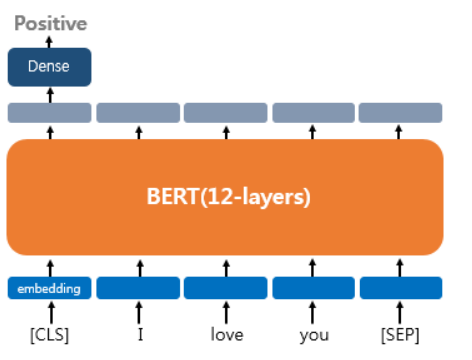 Positive
Dense
BERT(12-layers)
embedding
[CLS] I love you [SEP]